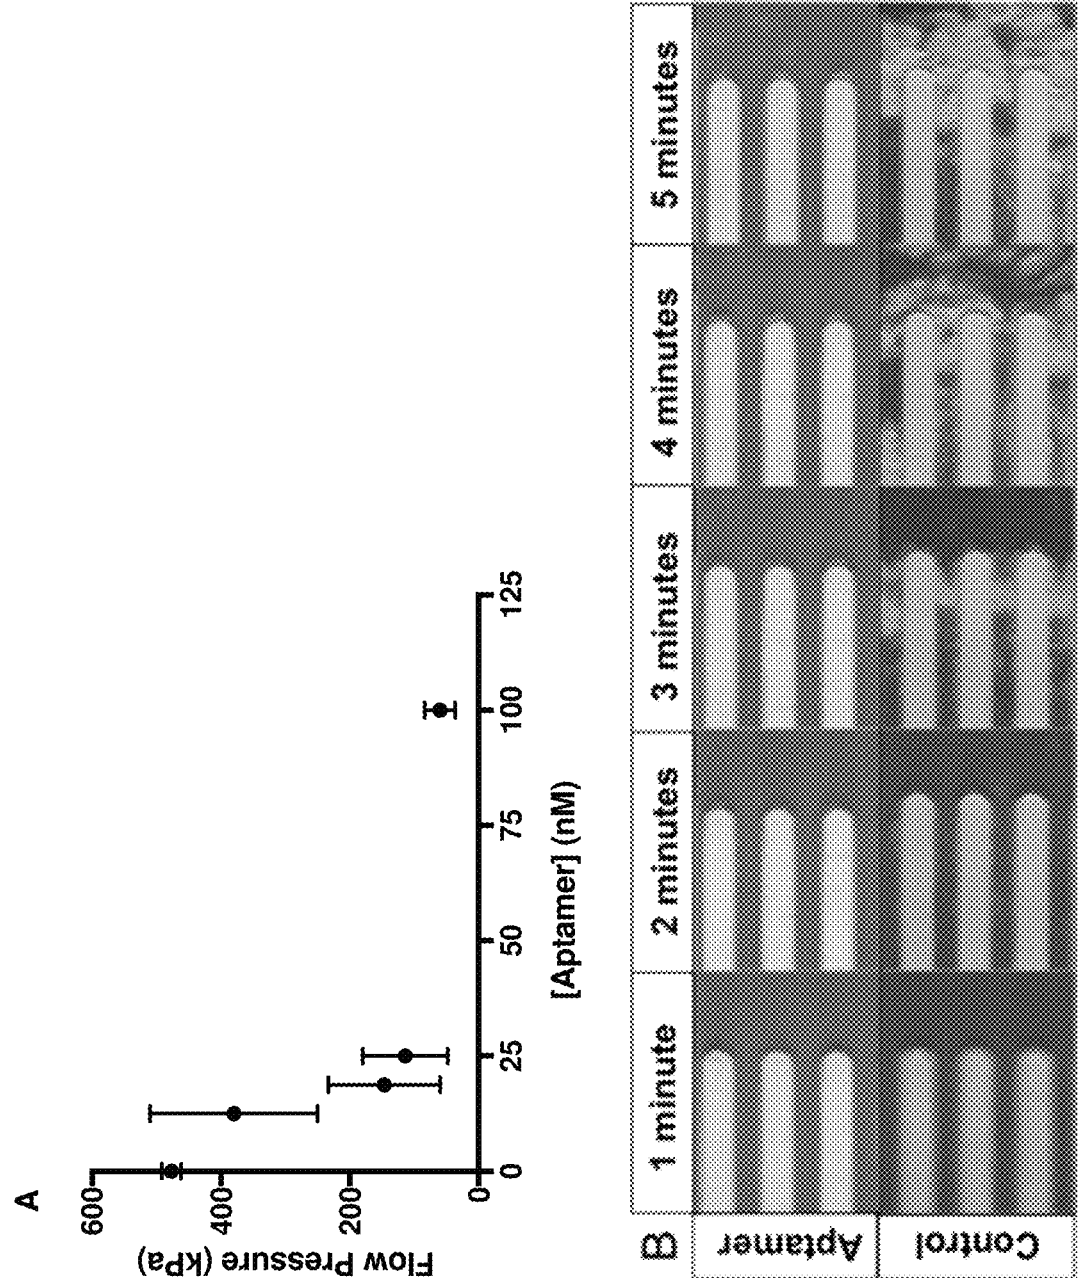 A
Flow Pressure (kPa)
600
400
200
0
0 25 50 75 100 125
[Aptamer] (nM)
B 1 minute 2 minutes 3 minutes 4 minutes 5 minutes
Aptamer
Control